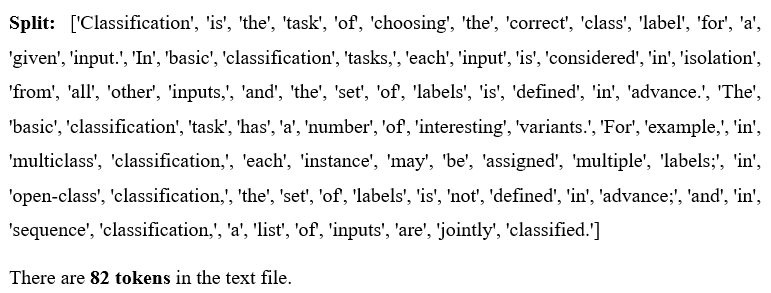 Split: ['Classification', 'is', 'the', 'task', 'of', 'choosing', 'the', 'correct', 'class', 'label', 'for', 'a',
'given', 'input.', 'In', 'basic', 'classification', 'tasks,', 'each', 'input', 'is', 'considered', 'in', 'isolation',
'from', 'all', 'other', 'inputs,', 'and', 'the', 'set', 'of', 'labels', 'is', 'defined', 'in', 'advance.', 'The',
'basic', 'classification', 'task', 'has', 'a', 'number', 'of', 'interesting', 'variants.', 'For', 'example,', 'in',
'multiclass', 'classification,', 'each', 'instance', 'may', 'be', 'assigned', 'multiple', 'labels;', 'in',
'open-class', 'classification,', 'the', 'set', 'of', 'labels', 'is', 'not', 'defined', 'in', 'advance;', 'and', 'in',
'sequence', 'classification,', 'a', 'list', 'of', 'inputs', 'are', 'jointly', 'classified.']
There are 82 tokens in the text file.